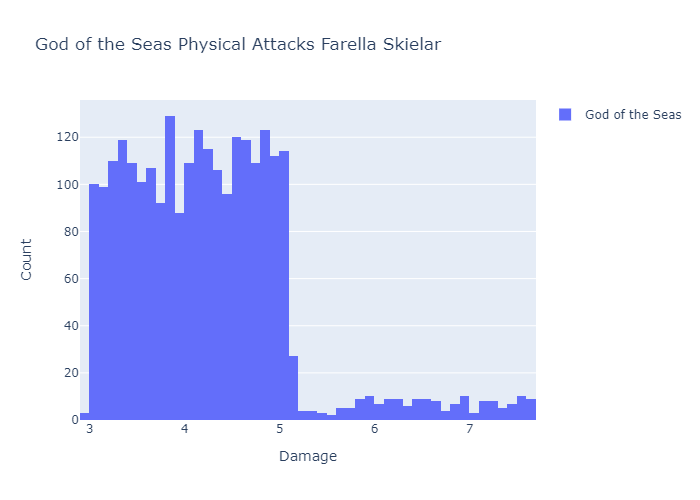 God of the Seas Physical Attacks Farella Skielar
God of the Seas
120
100
80
60
40
20
0
3 4 5 6 7
Count
Damage